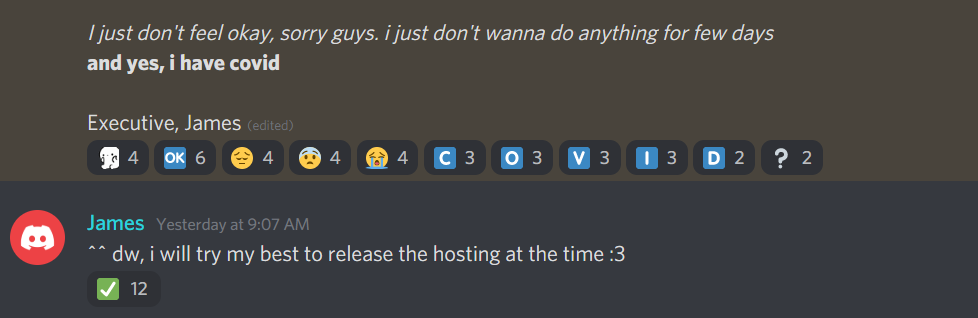 I just don't feel okay, sorry guys. i just don't wanna do anything for few days
and yes, i have covid
Executive, James (edited)
4 OK 6 4 4 4 C 3 O 3 V 3 I 3 D 2 ? 2
James Yesterday at 9:07 AM
^^ dw, i will try my best to release the hosting at the time :3
12